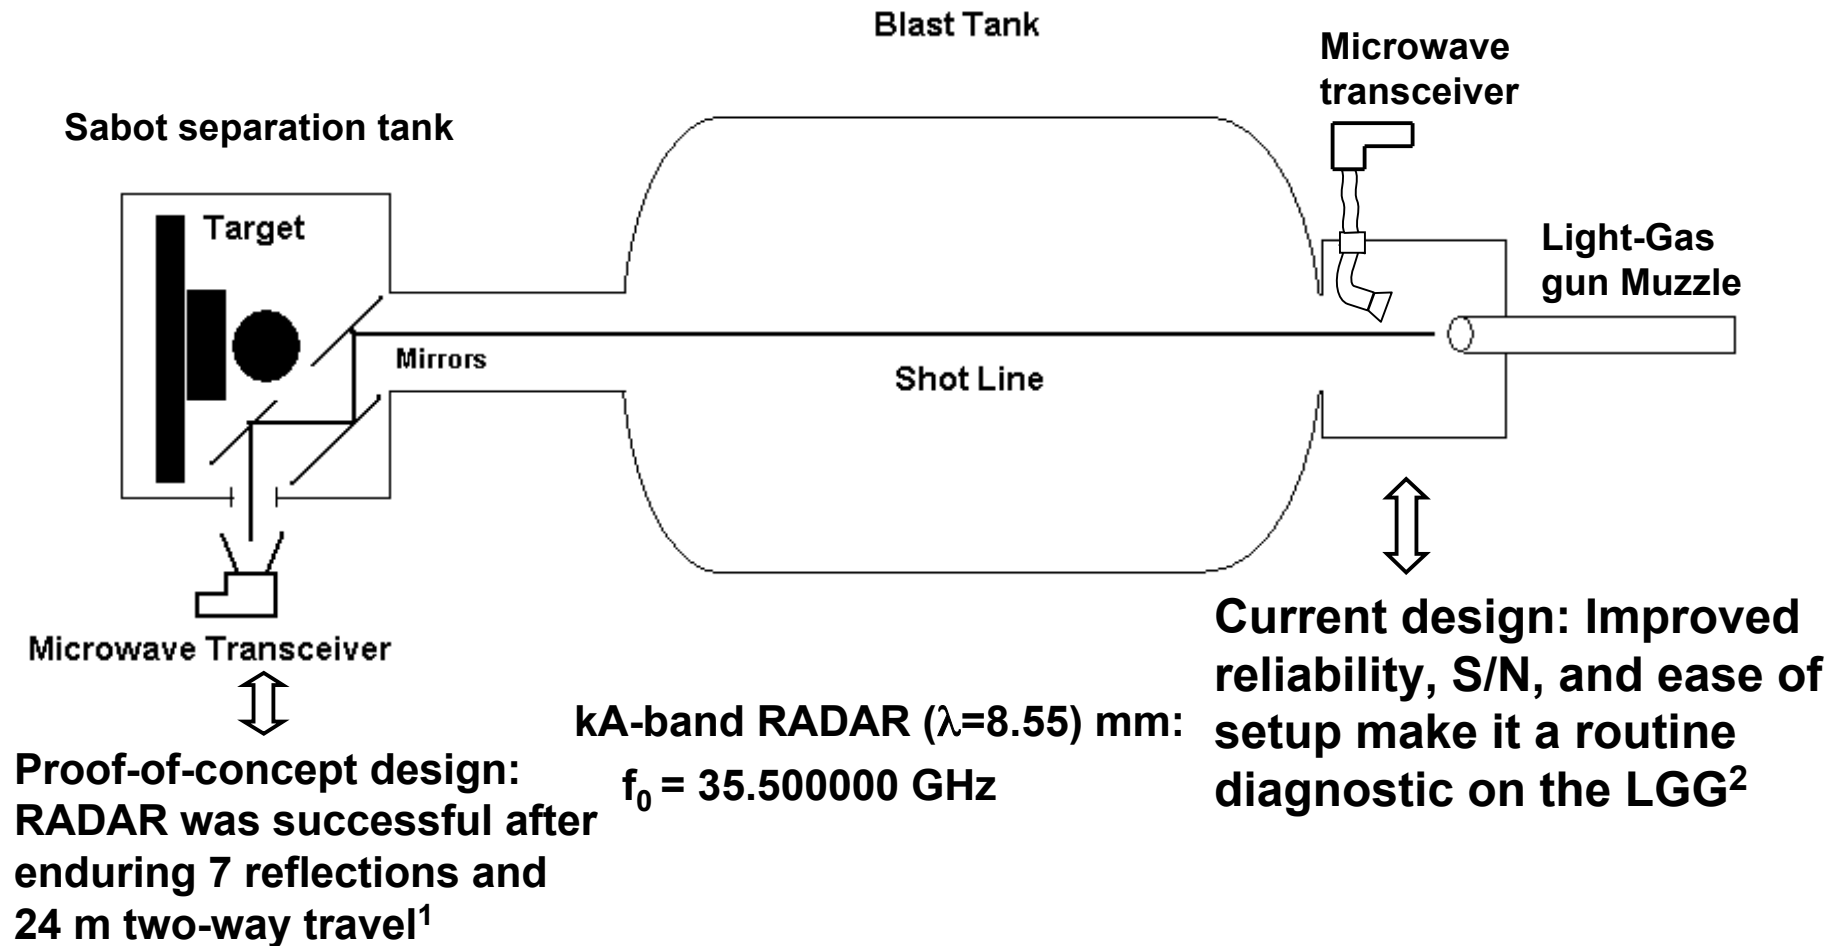 Blast Tank
Microwave
transceiver
Sabot separation tank
Target
Light-Gas
gun Muzzle
Mirrors
Shot Line
Microwave Transceiver
Current design: Improved
reliability, S/N, and ease of
setup make it a routine
diagnostic on the LGG²
kA-band RADAR (λ=8.55) mm:
f₀ = 35.500000 GHz
Proof-of-concept design:
RADAR was successful after
enduring 7 reflections and
24 m two-way travel¹